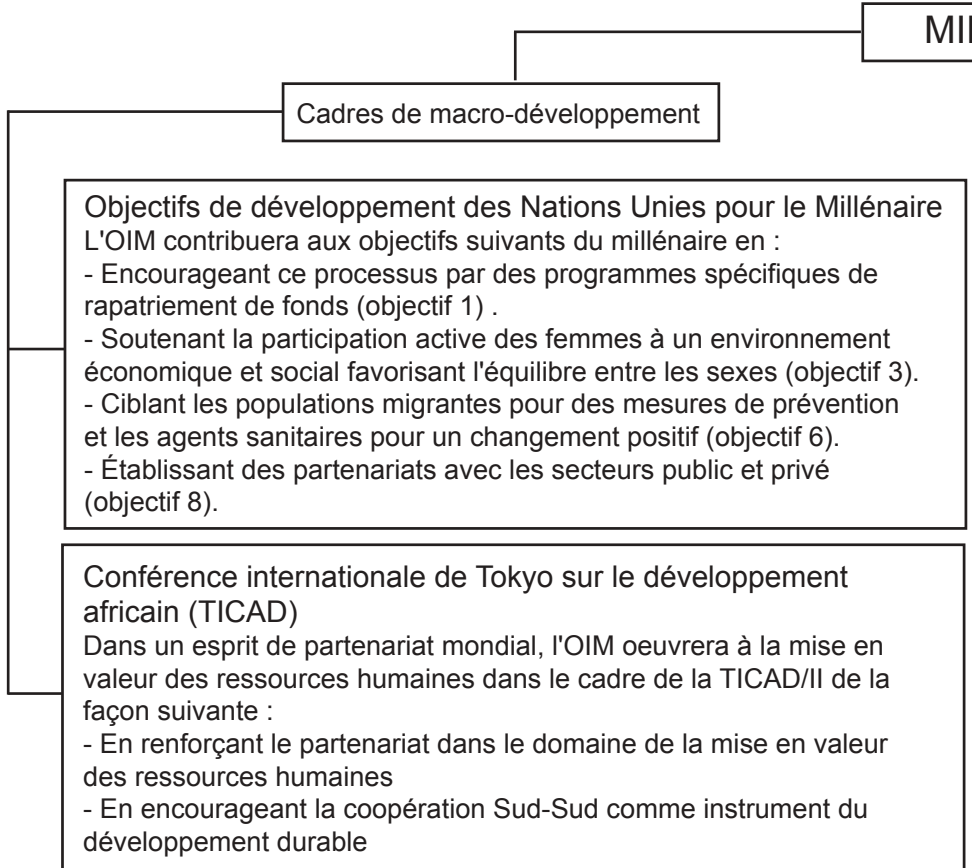 Cadres de macro-développement
Objectifs de développement des Nations Unies pour le Millénaire
L'OIM contribuera aux objectifs suivants du millénaire en :
- Encourageant ce processus par des programmes spécifiques de
rapatriement de fonds (objectif 1) .
- Soutenant la participation active des femmes à un environnement
économique et social favorisant l'équilibre entre les sexes (objectif 3).
- Ciblant les populations migrantes pour des mesures de prévention
et les agents sanitaires pour un changement positif (objectif 6).
- Établissant des partenariats avec les secteurs public et privé
(objectif 8).
Conférence internationale de Tokyo sur le développement
africain (TICAD)
Dans un esprit de partenariat mondial, l'OIM oeuvrera à la mise en
valeur des ressources humaines dans le cadre de la TICAD/II de la
façon suivante :
- En renforçant le partenariat dans le domaine de la mise en valeur
des ressources humaines
- En encourageant la coopération Sud-Sud comme instrument du
développement durable